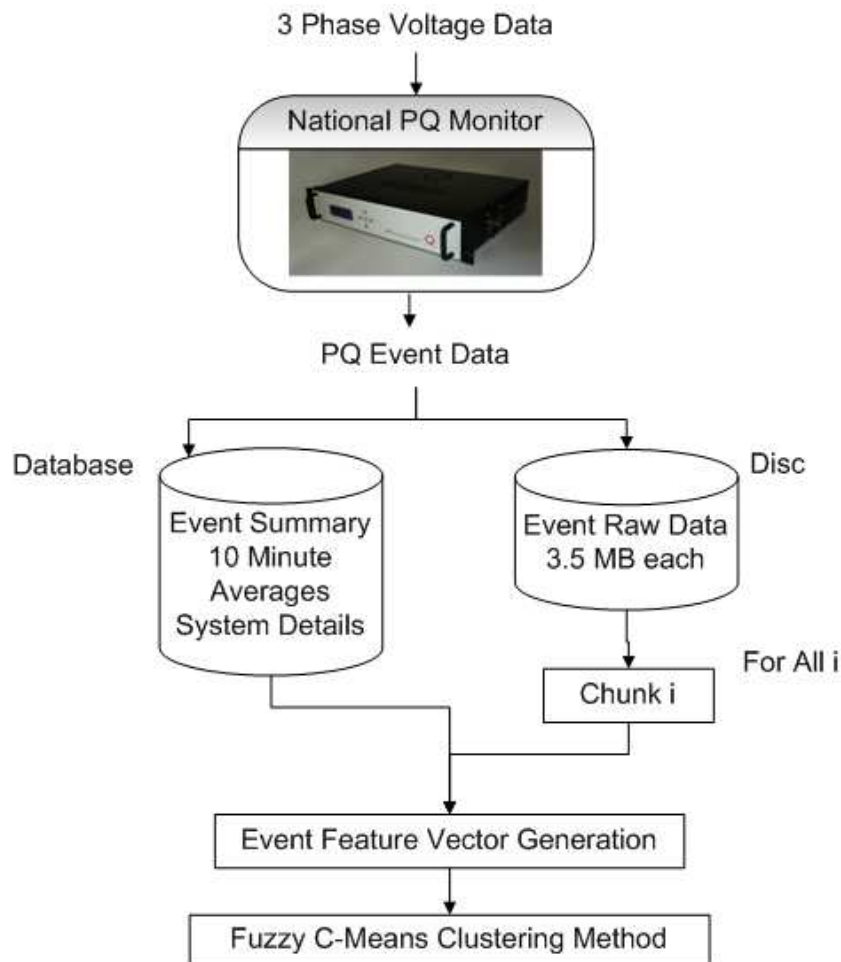 3 Phase Voltage Data
National PQ Monitor
PQ Event Data
Database
Disc
Event Summary
10 Minute
Averages
System Details
Event Raw Data
3.5 MB each
For All i
Chunk i
Event Feature Vector Generation
Fuzzy C-Means Clustering Method